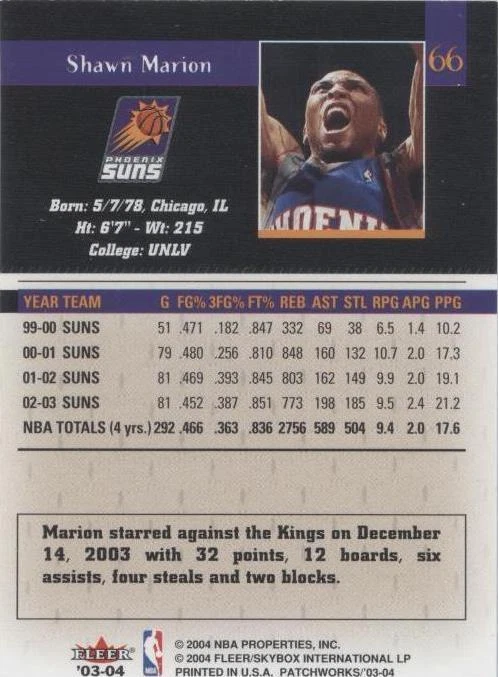 Shawn Marion
66
PHOENIX
SUNS
Born: 5/7/78, Chicago, IL
Ht: 6'7" - Wt: 215
College: UNLV
PHOENI
YEAR TEAM G FG% 3FG% FT% REB AST STL RPG APG PPG
99-00 SUNS 51 .471 .182 .847 332 69 38 6.5 1.4 10.2
00-01 SUNS 79 .480 .256 .810 848 160 132 10.7 2.0 17.3
01-02 SUNS 81 .469 .393 .845 803 162 149 9.9 2.0 19.1
02-03 SUNS 81 .452 .387 .851 773 198 185 9.5 2.4 21.2
NBA TOTALS (4 yrs.) 292 .466 .363 .836 2756 589 504 9.4 2.0 17.6
Marion starred against the Kings on December
14, 2003 with 32 points, 12 boards, six
assists, four steals and two blocks.
FLEER
'03-04
© 2004 NBA PROPERTIES, INC.
© 2004 FLEER/SKYBOX INTERNATIONAL LP
PRINTED IN U.S.A. PATCHWORKS/'03-04